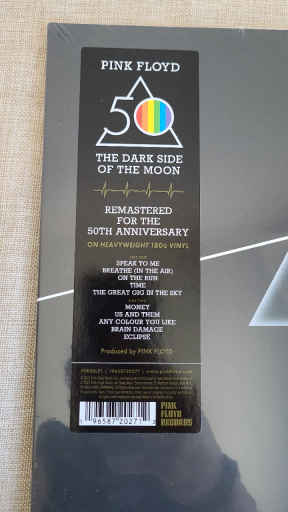 PINK FLOYD
50
THE DARK SIDE
OF THE MOON
REMASTERED
FOR THE
50TH ANNIVERSARY
ON HEAVYWEIGHT 180g VINYL
SPEAK TO ME
BREATHE (IN THE AIR)
ON THE RUN
TIME
THE GREAT GIG IN THE SKY
MONEY
US AND THEM
ANY COLOUR YOU LIKE
BRAIN DAMAGE
ECLIPSE
Produced by PINK FLOYD
PINK
FLOYD
RECORDS